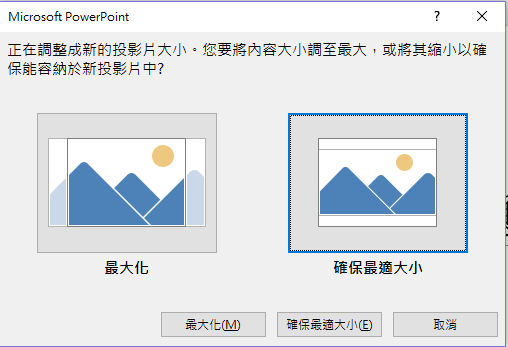 Microsoft PowerPoint
正在調整成新的投影片大小。您要將內容大小調至最大，或將其縮小以確
保能容納於新投影片中?
最大化
確保最適大小
最大化(M)
確保最適大小(E)
取消